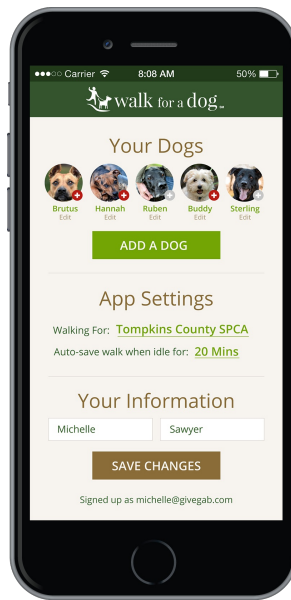 Carrier 8:08 AM 50%
walk for a dog
Your Dogs
Brutus Hannah Ruben Buddy Sterling
Edit Edit Edit Edit Edit
ADD A DOG
App Settings
Walking For: Tompkins County SPCA
Auto-save walk when idle for: 20 Mins
Your Information
Michelle Sawyer
SAVE CHANGES
Signed up as michelle@givegab.com